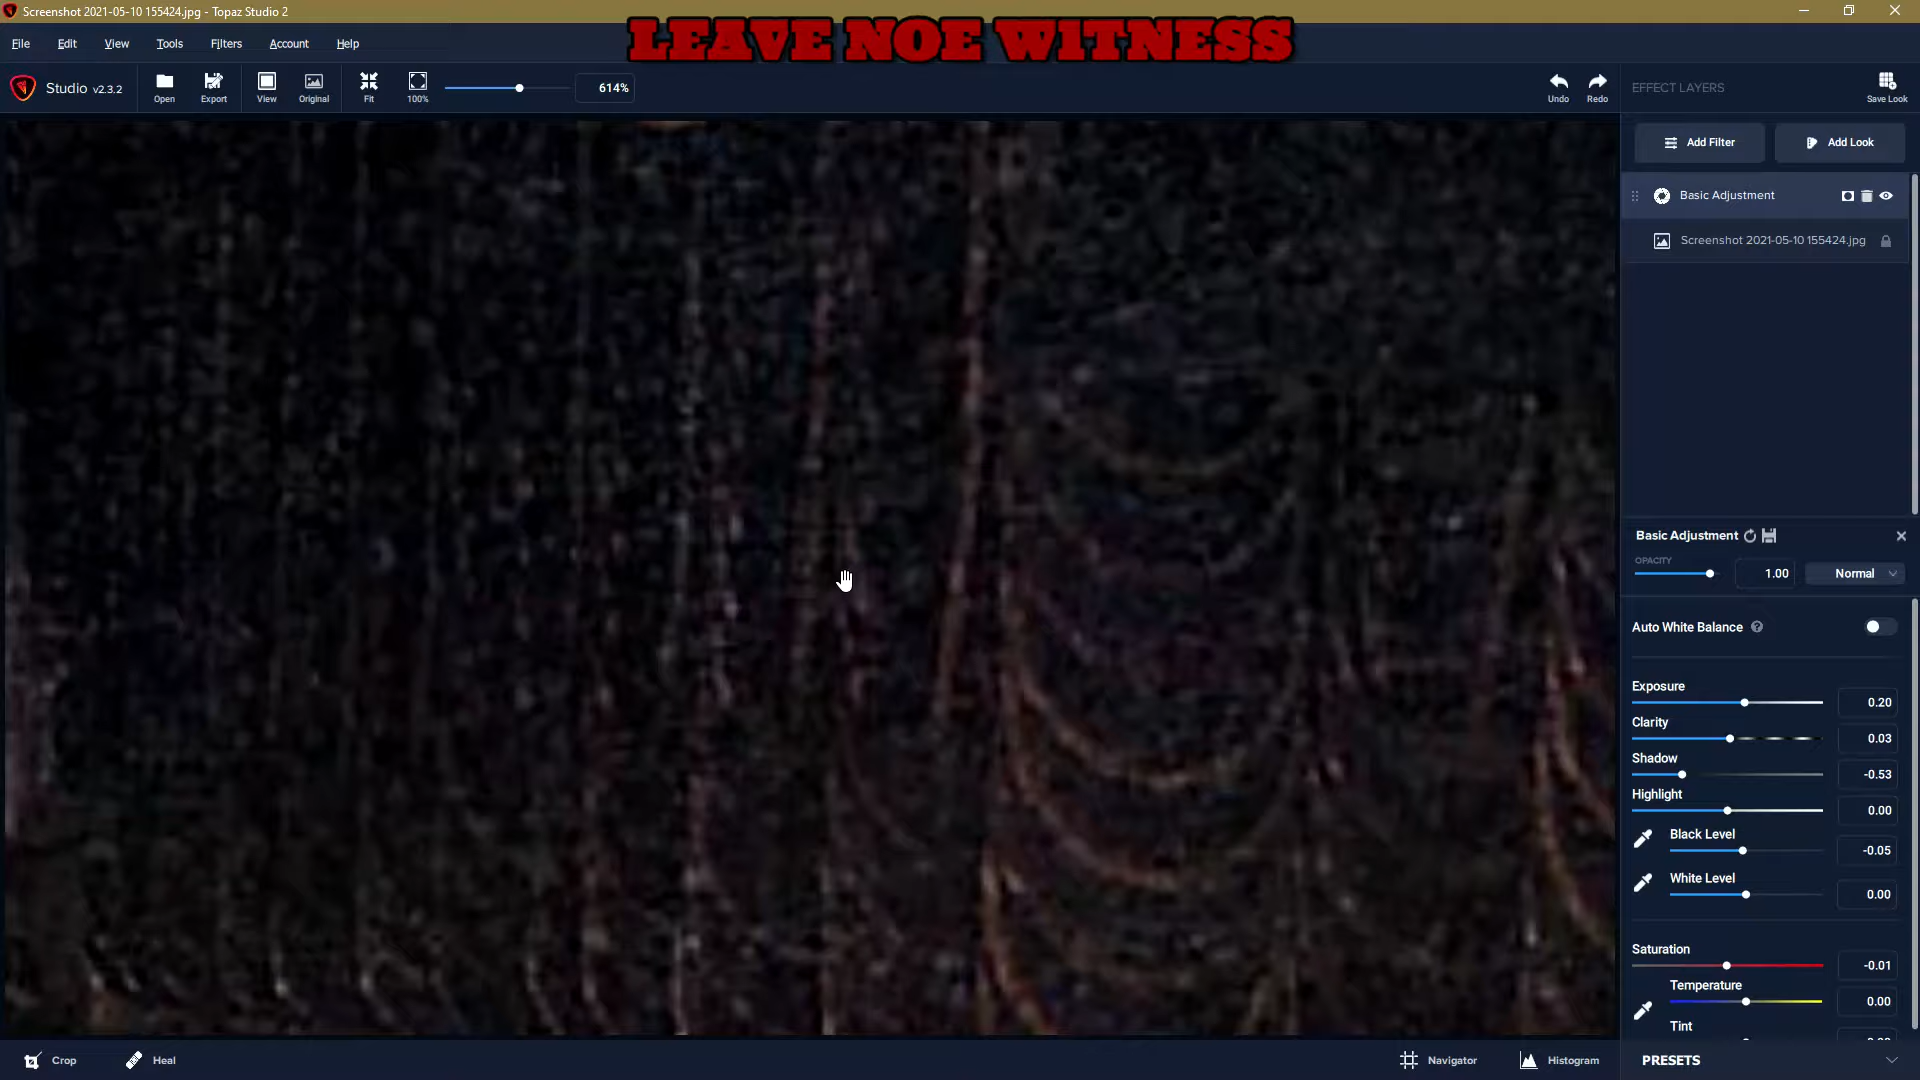 Screenshot 2021-05-10 155424.jpg - Topaz Studio 2
LEAVE NOE WITNESS
File Edit View Tools Filters Account Help
Studio v2.3.2
Open Export View Original Fit 100% 614% Undo Redo
EFFECT LAYERS Save Look
Add Filter Add Look
Basic Adjustment
Screenshot 2021-05-10 155424.jpg
Basic Adjustment
OPACITY
1.00 Normal
Auto White Balance ?
Exposure
0.20
Clarity
0.03
Shadow
-0.53
Highlight
0.00
Black Level
-0.05
White Level
0.00
Saturation
-0.01
Temperature
0.00
Tint
Crop Heal Navigator Histogram PRESETS